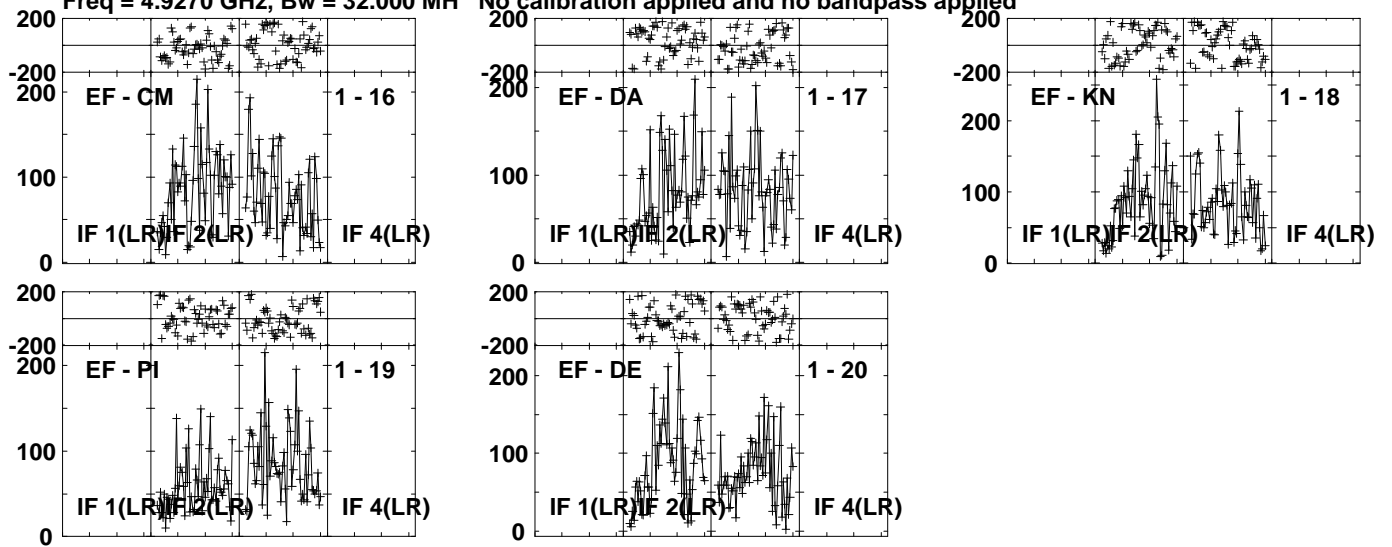 Freq = 4.9270 GHz, Bw = 32.000 MH No calibration applied and no bandpass applied
200 200 200
-200 -200 -200
200 EF - CM 1 - 16 200 EF - DA 1 - 17 200 EF - KN 1 - 18
100 100 100
IF 1(LR) IF 2(LR) IF 4(LR) IF 1(LR) IF 2(LR) IF 4(LR) IF 1(LR) IF 2(LR) IF 4(LR)
0 0 0
200 200
-200 -200
200 EF - PI 1 - 19 200 EF - DE 1 - 20
100 100
IF 1(LR) IF 2(LR) IF 4(LR) IF 1(LR) IF 2(LR) IF 4(LR)
0 0